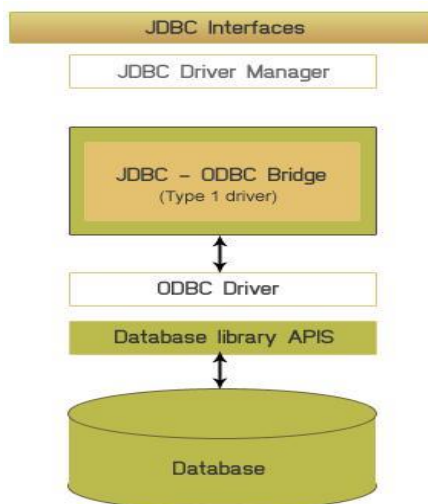 JDBC Interfaces
JDBC Driver Manager
JDBC - ODBC Bridge
(Type 1 driver)
ODBC Driver
Database library APIS
Database